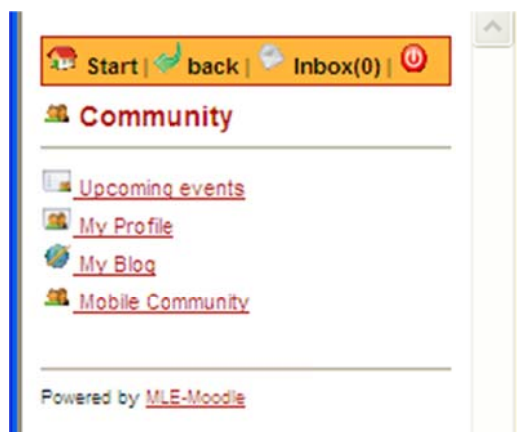 Start | back | Inbox(0) |
Community
Upcoming events
My Profile
My Blog
Mobile Community
Powered by MLE-Moodle